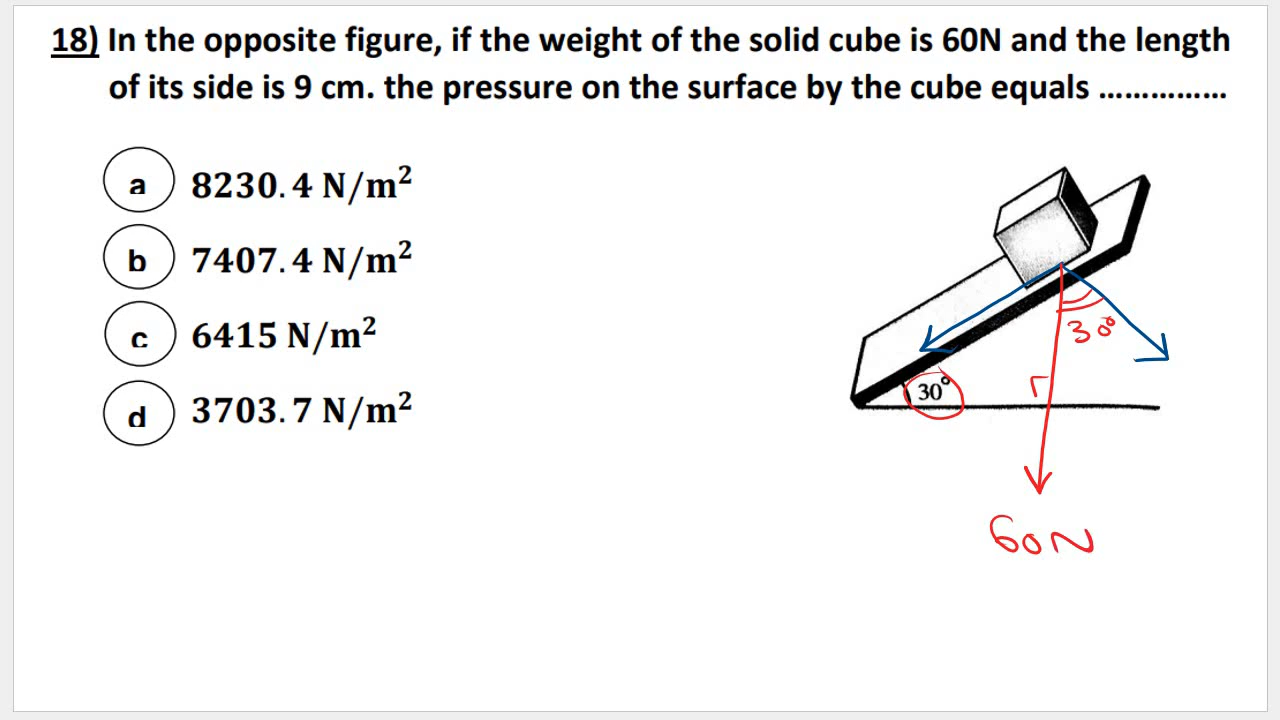 18) In the opposite figure, if the weight of the solid cube is 60N and the length
of its side is 9 cm. the pressure on the surface by the cube equals ……………
a 8230.4 N/m²
b 7407.4 N/m²
c 6415 N/m²
d 3703.7 N/m²
30°
30°
60N